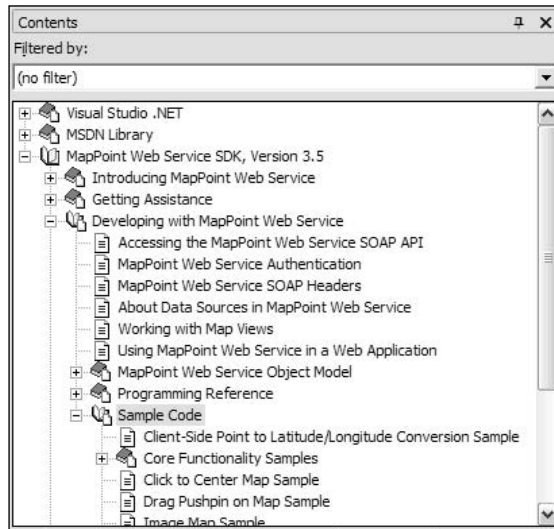 Contents
Filtered by:
(no filter)
Visual Studio .NET
MSDN Library
MapPoint Web Service SDK, Version 3.5
Introducing MapPoint Web Service
Getting Assistance
Developing with MapPoint Web Service
Accessing the MapPoint Web Service SOAP API
MapPoint Web Service Authentication
MapPoint Web Service SOAP Headers
About Data Sources in MapPoint Web Service
Working with Map Views
Using MapPoint Web Service in a Web Application
MapPoint Web Service Object Model
Programming Reference
Sample Code
Client-Side Point to Latitude/Longitude Conversion Sample
Core Functionality Samples
Click to Center Map Sample
Drag Pushpin on Map Sample
Image Map Sample